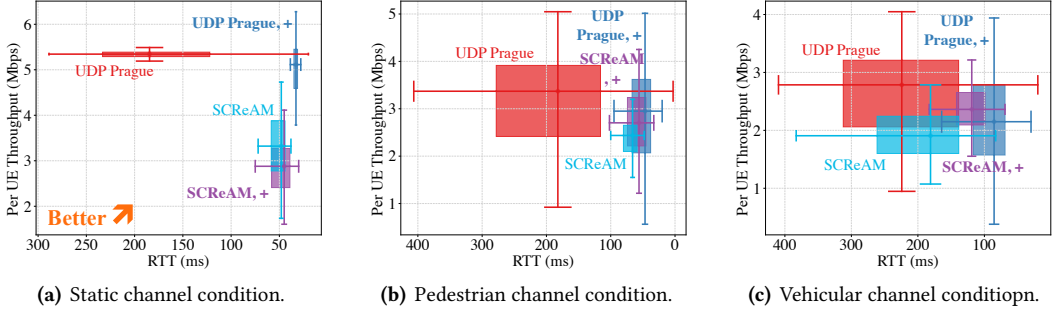 Per UE Throughput (Mbps)
6
5
4
3
2
UDP Prague, +
UDP Prague
SCReAM
SCReAM, +
Better
300 250 200 150 100 50
RTT (ms)
(a) Static channel condition.
Per UE Throughput (Mbps)
5
4
3
2
1
UDP
Prague, +
UDP Prague
SCReAM
, +
SCReAM
400 300 200 100 0
RTT (ms)
(b) Pedestrian channel condition.
Per UE Throughput (Mbps)
4
3
2
1
UDP
Prague, +
UDP Prague
SCReAM
SCReAM, +
400 300 200 100
RTT (ms)
(c) Vehicular channel conditiopn.